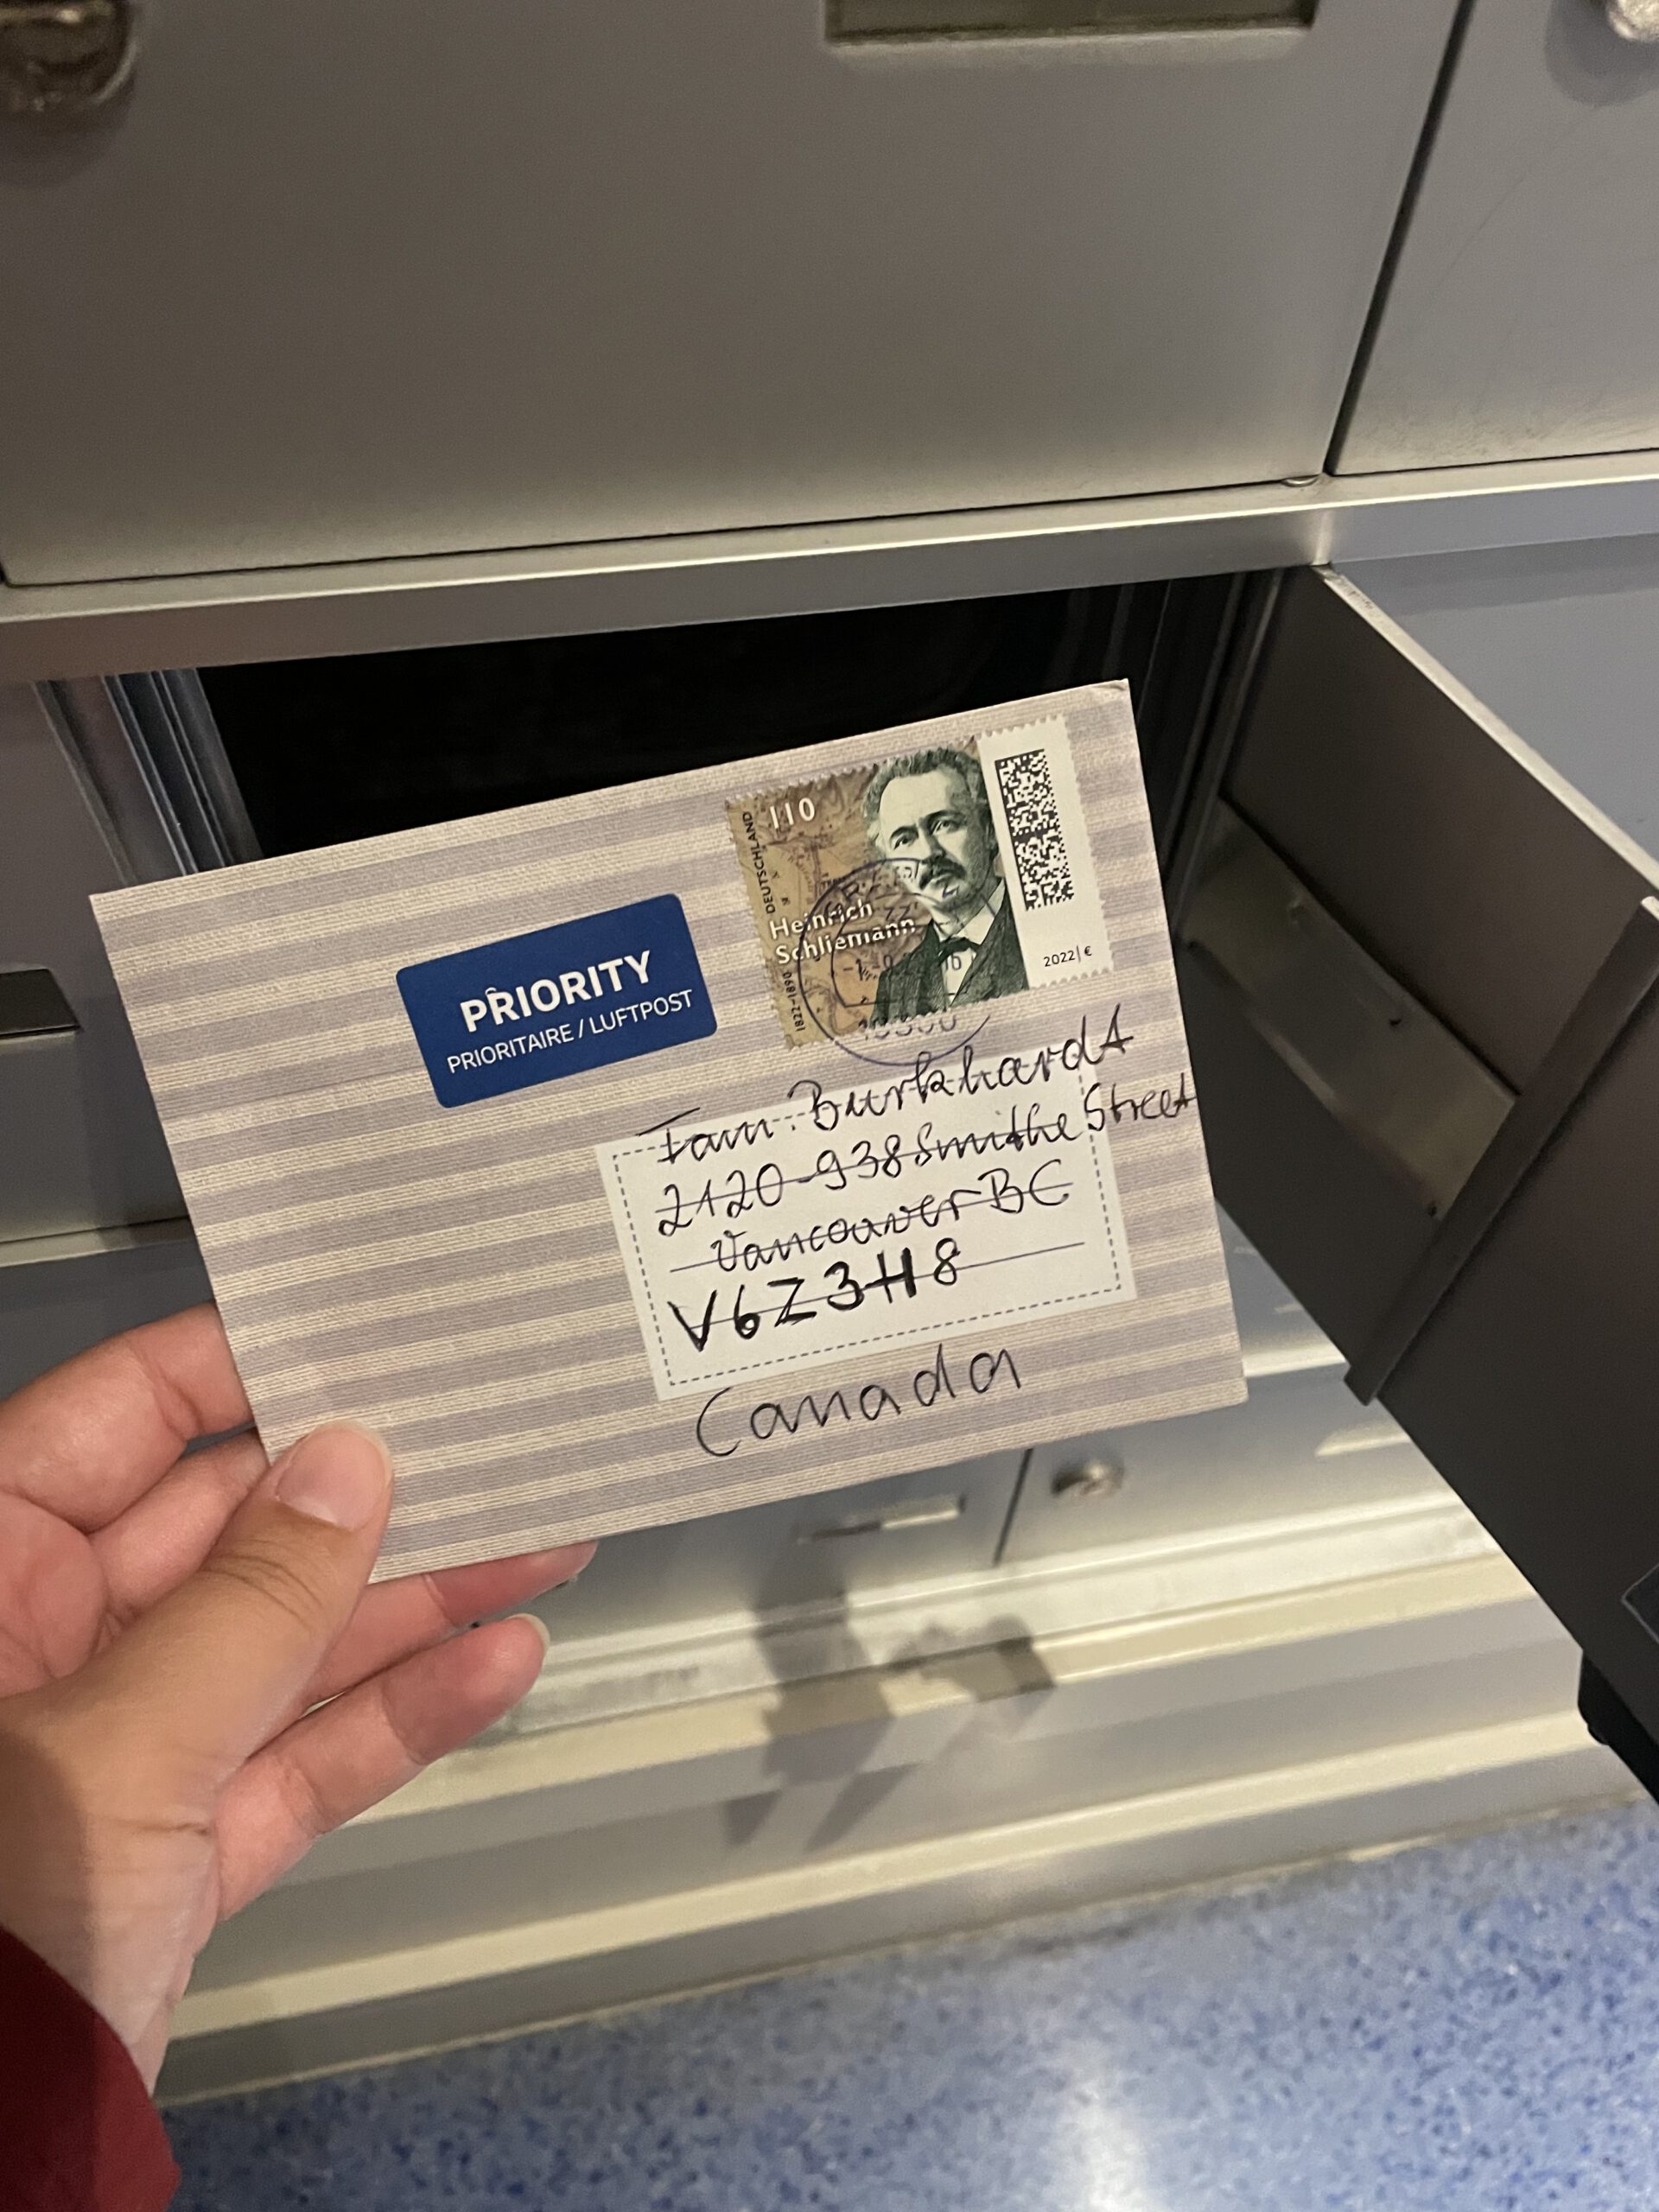 110
DEUTSCHLAND
Heinrich
Schliemann
1822–1890
2022 | €
PRIORITY
PRIORITAIRE / LUFTPOST
Fam. Burkhardt
2120-938 Smithe Street
Vancouver BC
V6Z3H8
Canada